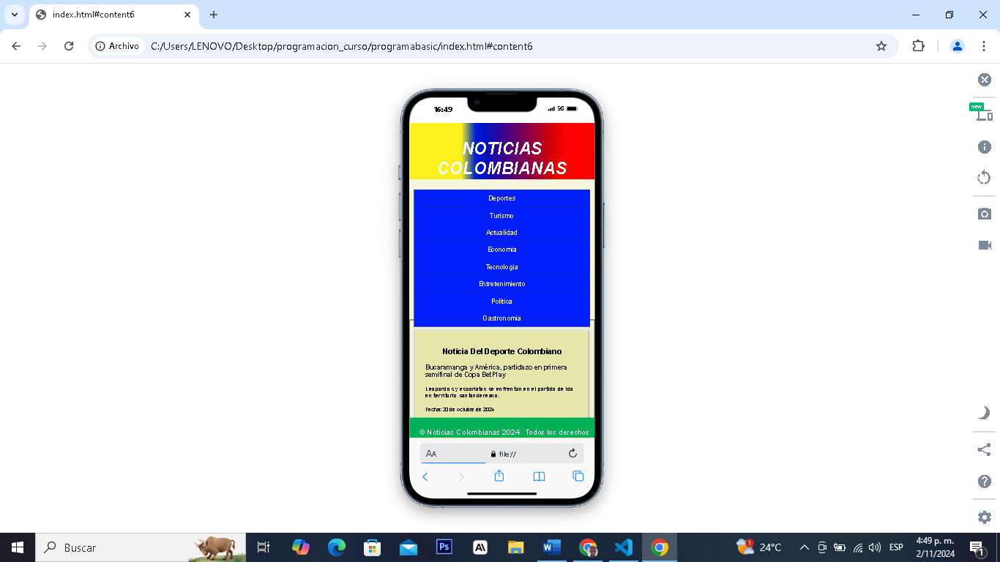 index.html#content6
Archivo
C:/Users/LENOVO/Desktop/programacion_curso/programabasic/index.html#content6
NEW
16:49
5G
NOTICIAS
COLOMBIANAS
Deportes
Turismo
Actualidad
Economia
Tecnologia
Entretenimiento
Politica
Gastronomia
Noticia Del Deporte Colombiano
Bucaramanga y América, partidazo en primera
semifinal de Copa BetPlay
Leopardos y escarlatas se enfrentan en el partido de ida
en territorio santandereano.
Fecha: 30 de octubre de 2024
© Noticias Colombianas 2024. Todos los derechos
AA
file://
Buscar
Ps
A\
W
1
24°C
ESP
4:49 p. m.
2/11/2024
1